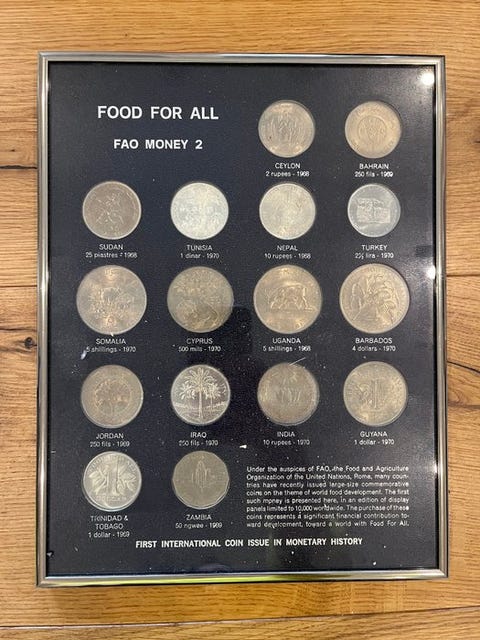 FOOD FOR ALL
FAO MONEY 2
CEYLON
2 rupees - 1968
BAHRAIN
250 fils - 1969
SUDAN
25 piastres - 1968
TUNISIA
1 dinar - 1970
NEPAL
10 rupees - 1968
TURKEY
2½ lira - 1970
SOMALIA
5 shillings - 1970
CYPRUS
500 mils - 1970
UGANDA
5 shillings - 1968
BARBADOS
4 dollars - 1970
JORDAN
250 fils - 1969
IRAQ
250 fils - 1970
INDIA
10 rupees - 1970
GUYANA
1 dollar - 1970
TRINIDAD &
TOBAGO
1 dollar - 1969
ZAMBIA
50 ngwee - 1969
Under the auspices of FAO, the Food and Agriculture
Organization of the United Nations, Rome, many coun-
tries have recently issued large-size commemorative
coins on the theme of world food development. The first
such money is presented here, in an edition of display
panels limited to 10,000 worldwide. The purchase of these
coins represents a significant financial contribution to-
ward development, toward a world with Food For All.
FIRST INTERNATIONAL COIN ISSUE IN MONETARY HISTORY